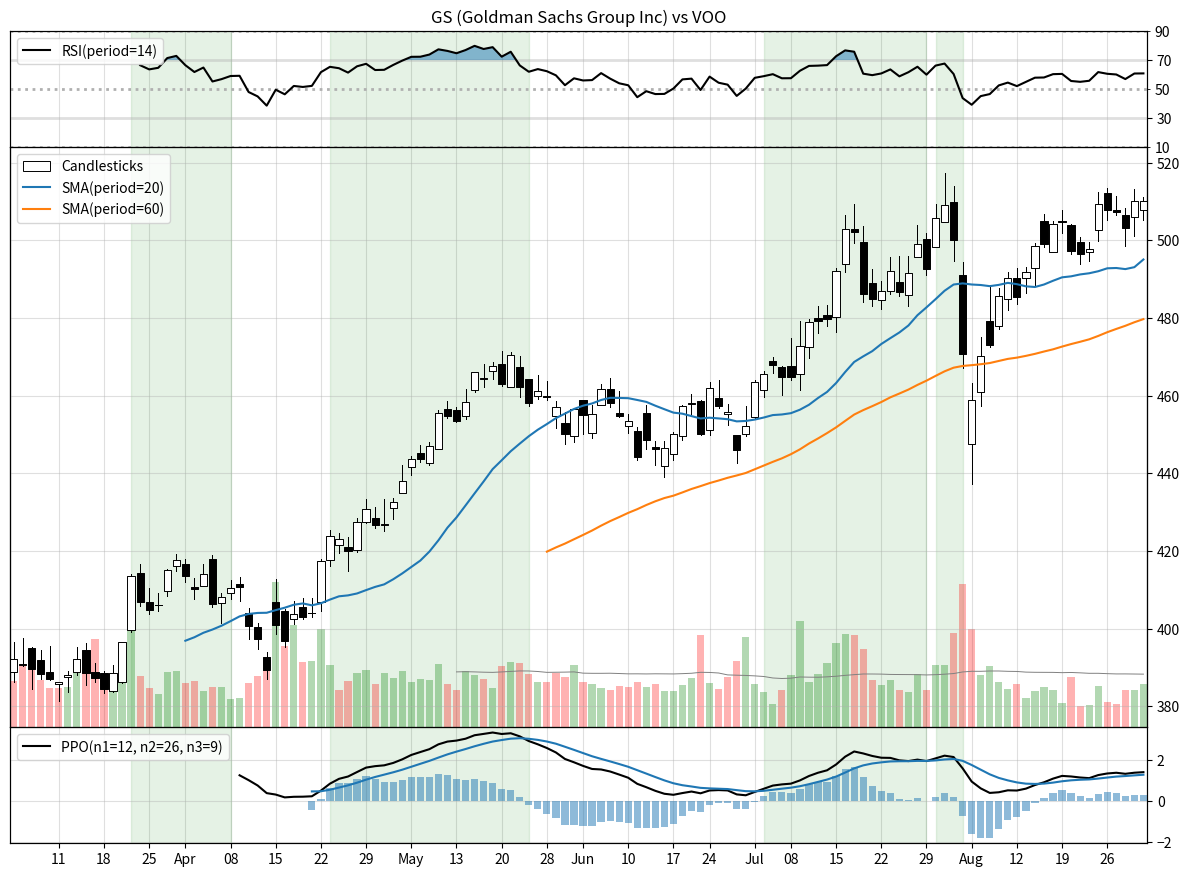 GS (Goldman Sachs Group Inc) vs VOO
RSI(period=14)
90
70
50
30
10
Candlesticks
SMA(period=20)
SMA(period=60)
520
500
480
460
440
420
400
380
PPO(n1=12, n2=26, n3=9)
2
0
−2
11 18 25 Apr 08 15 22 29 May 13 20 28 Jun 10 17 24 Jul 08 15 22 29 Aug 12 19 26